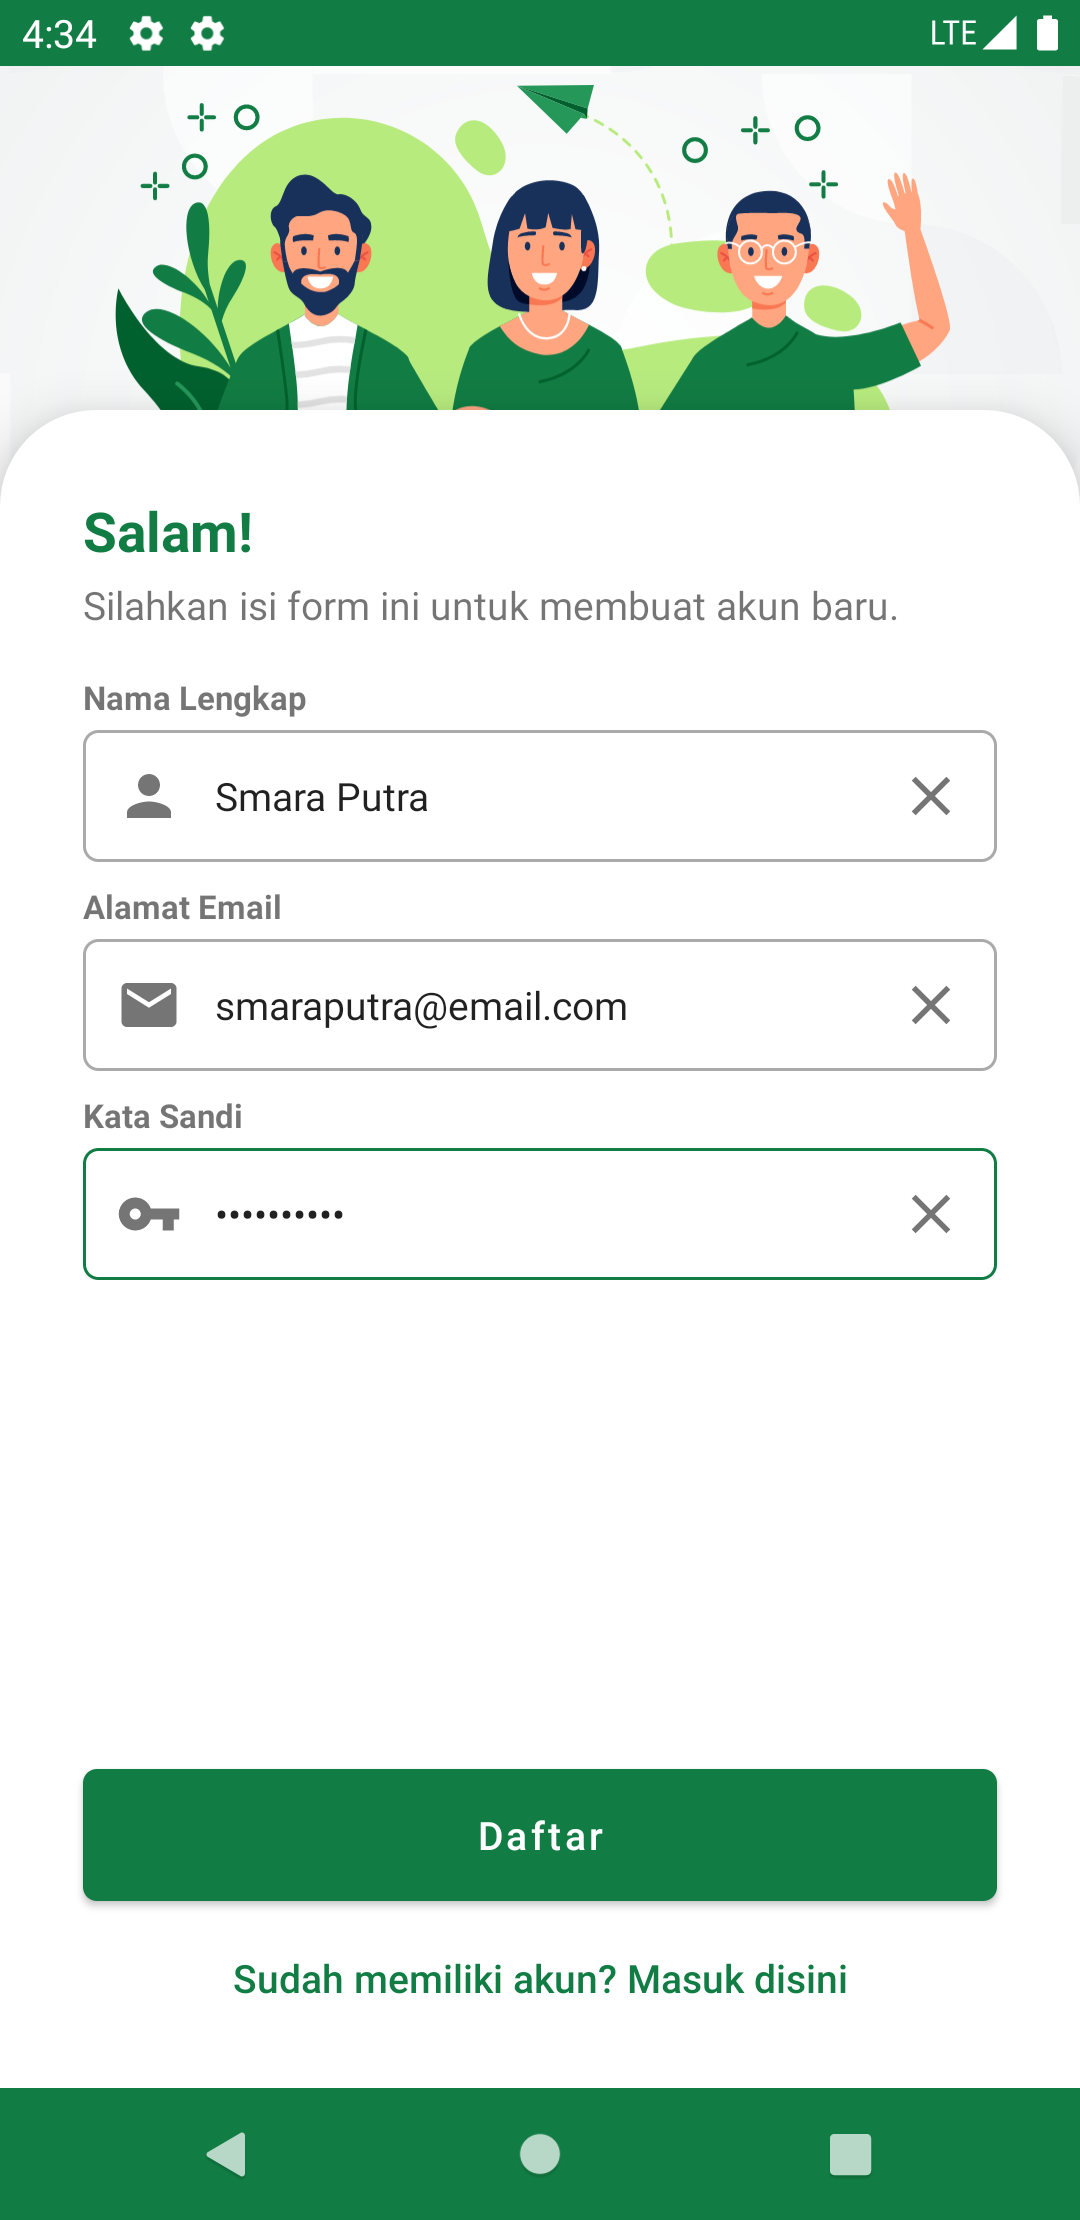 4:34
LTE
Salam!
Silahkan isi form ini untuk membuat akun baru.
Nama Lengkap
Smara Putra
Alamat Email
smaraputra@email.com
Kata Sandi
••••••••••
Daftar
Sudah memiliki akun? Masuk disini